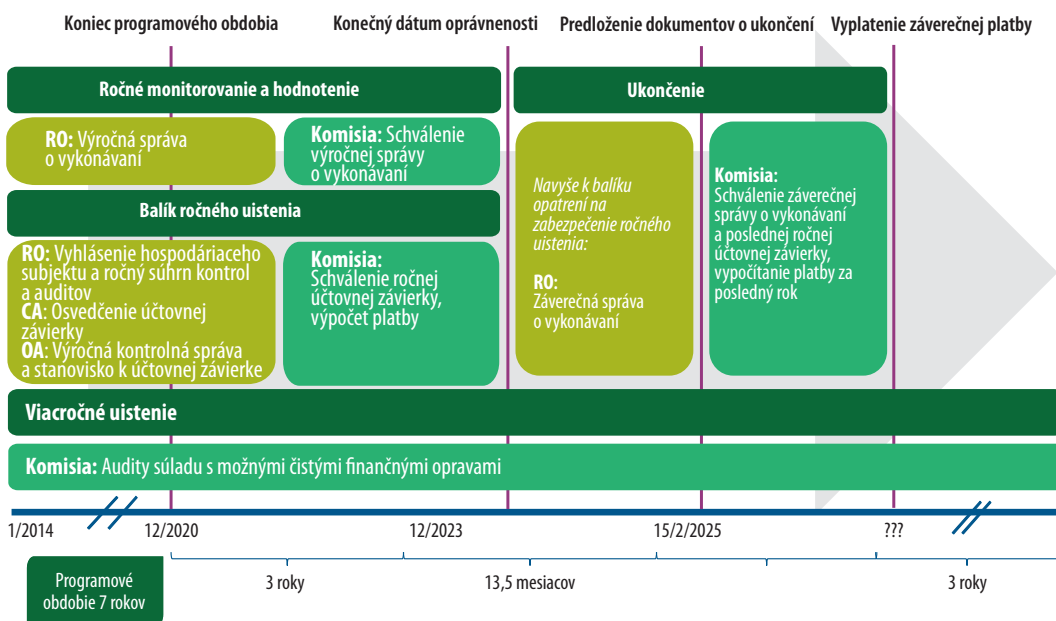 Koniec programového obdobia
Konečný dátum oprávnenosti
Predloženie dokumentov o ukončení
Vyplatenie záverečnej platby
Ročné monitorovanie a hodnotenie
Ukončenie
RO: Výročná správa
o vykonávaní
Komisia: Schválenie
výročnej správy
o vykonávaní
Balík ročného uistenia
RO: Vyhlásenie hospodáriaceho
subjektu a ročný súhrn kontrol
a auditov
CA: Osvedčenie účtovnej
závierky
OA: Výročná kontrolná správa
a stanovisko k účtovnej závierke
Komisia:
Schválenie ročnej
účtovnej závierky,
výpočet platby
Navyše k balíku
opatrení na
zabezpečenie ročného
uistenia:
RO:
Záverečná správa
o vykonávaní
Komisia:
Schválenie záverečnej
správy o vykonávaní
a poslednej ročnej
účtovnej závierky,
vypočítanie platby za
posledný rok
Viacročné uistenie
Komisia: Audity súladu s možnými čistými finančnými opravami
1/2014
12/2020
12/2023
15/2/2025
???
Programové
obdobie 7 rokov
3 roky
13,5 mesiacov
3 roky